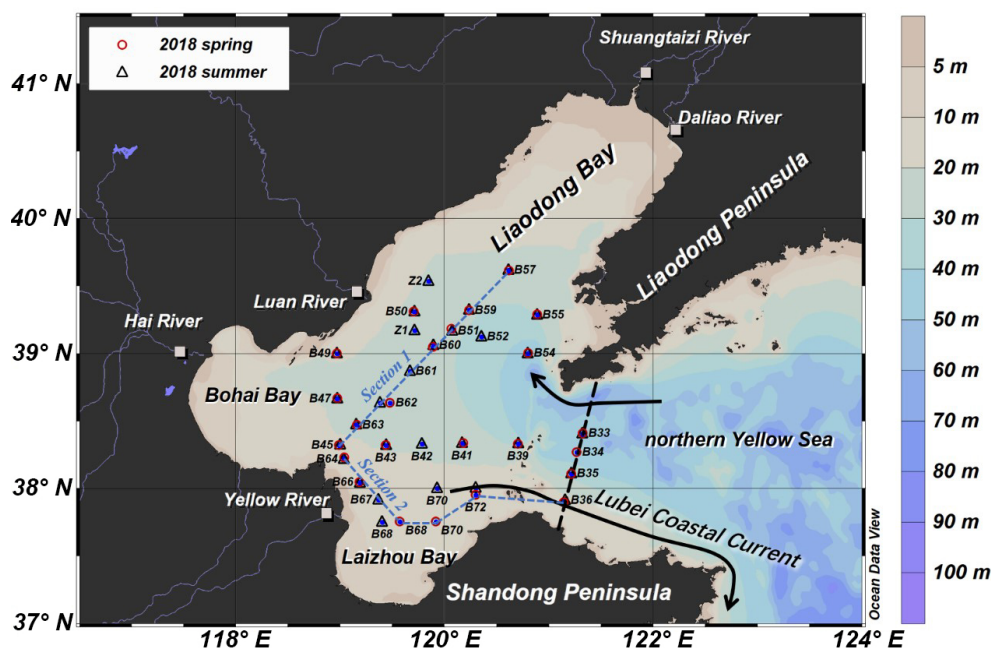 2018 spring
2018 summer
Shuangtaizi River
Daliao River
Liaodong Bay
Liaodong Peninsula
Luan River
Hai River
Bohai Bay
Yellow River
Laizhou Bay
Shandong Peninsula
northern Yellow Sea
Lubei Coastal Current
Section 1
Section 2
Z2
B57
B50
B59
B55
Z1
B51
B52
B49
B60
B54
B61
B47
B62
B63
B33
B45
B43
B42
B41
B39
B34
B64
B35
B66
B67
B70
B72
B36
B68
B68
B70
41° N
40° N
39° N
38° N
37° N
118° E
120° E
122° E
124° E
5 m
10 m
20 m
30 m
40 m
50 m
60 m
70 m
80 m
90 m
100 m
Ocean Data View